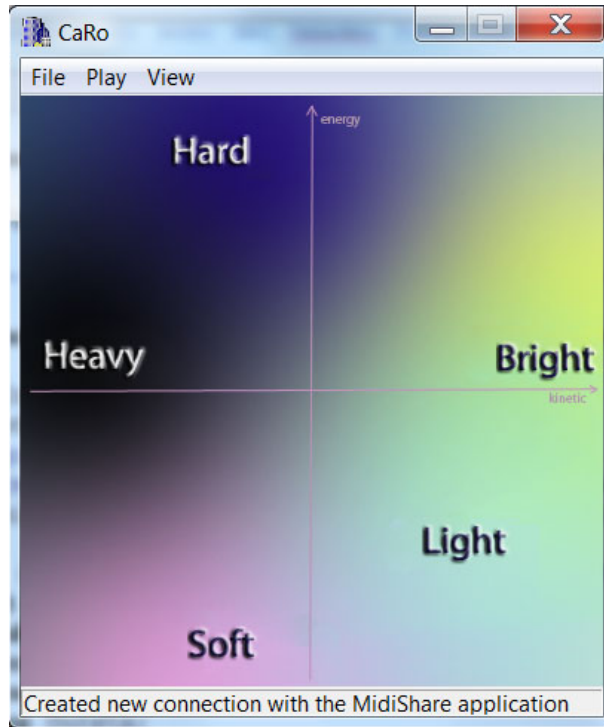 CaRo
File Play View
energy
Hard
Heavy
Bright
kinetic
Light
Soft
Created new connection with the MidiShare application